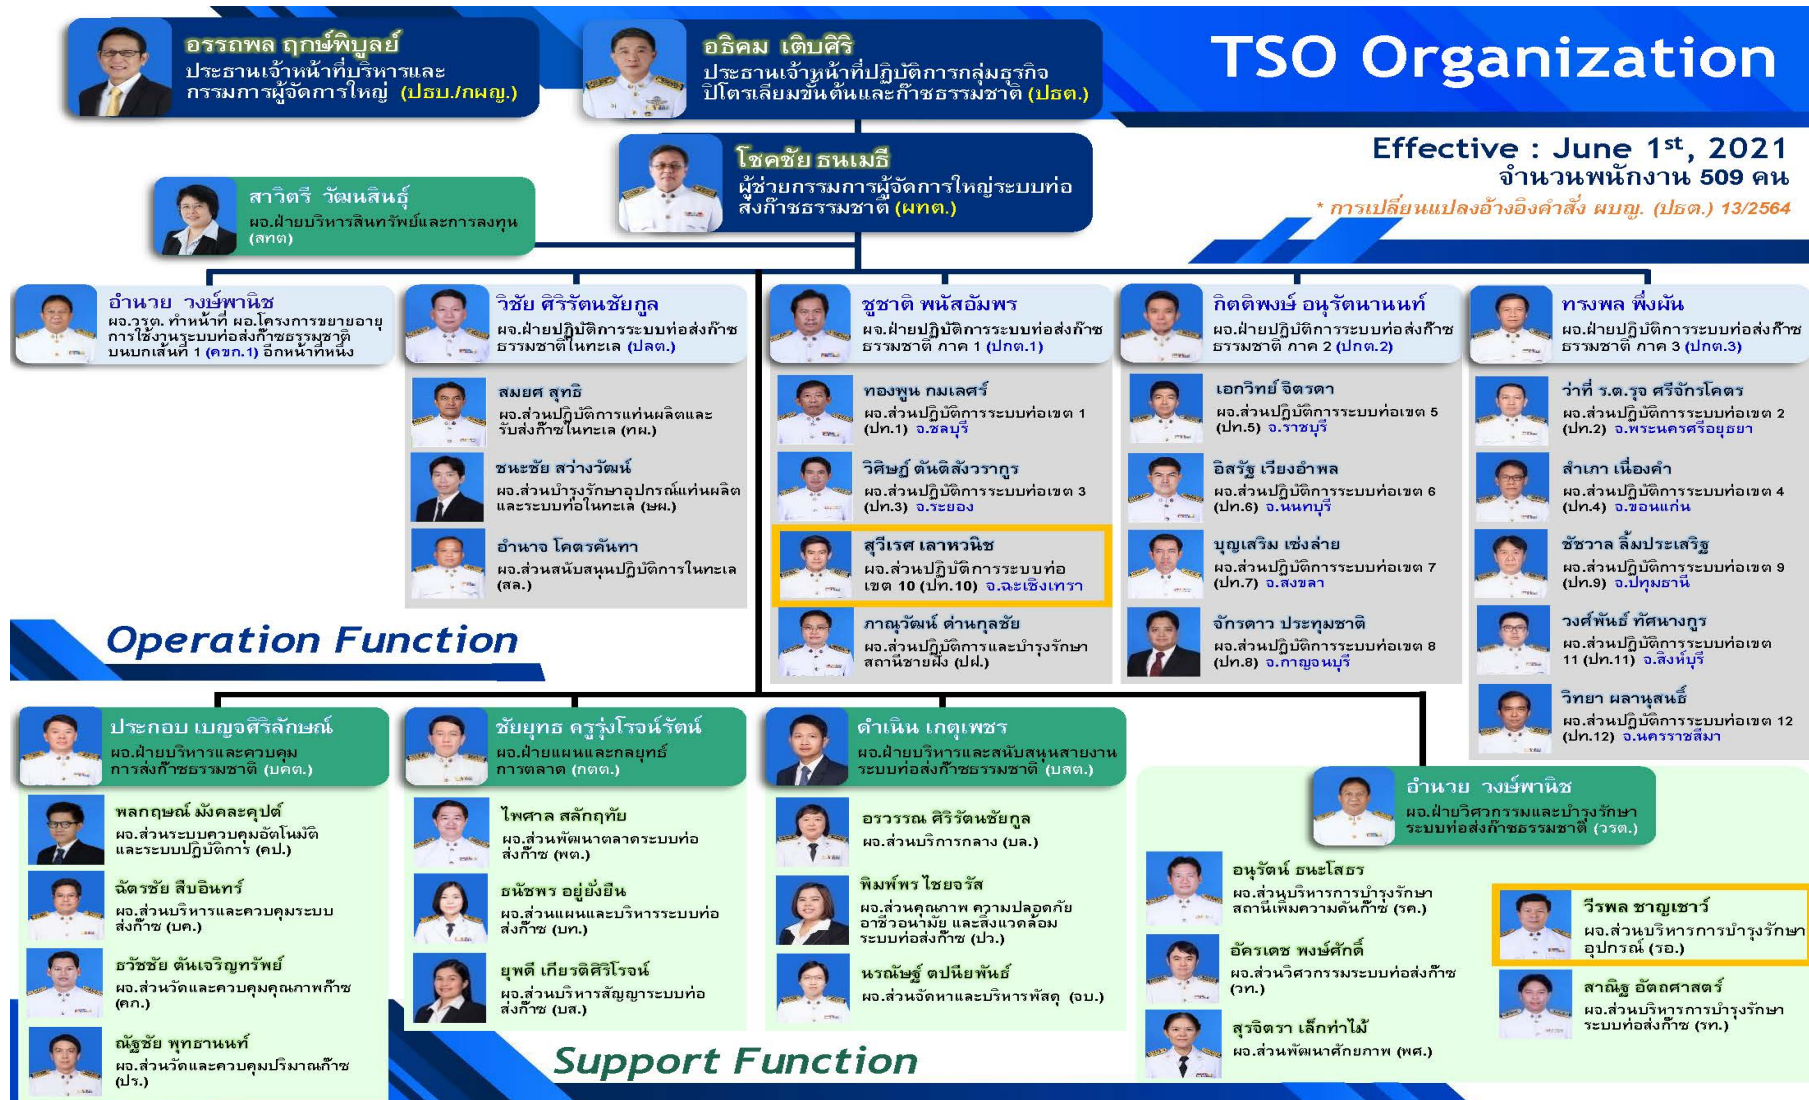 อรรถพล ฤกษ์พิบูลย์
ประธานเจ้าหน้าที่บริหารและ
กรรมการผู้จัดการใหญ่ (ปธบ./กผญ.)
อธิคม เติบศิริ
ประธานเจ้าหน้าที่ปฏิบัติการกลุ่มธุรกิจ
ปิโตรเลียมขั้นต้นและก๊าซธรรมชาติ (ปธต.)
TSO Organization
โชคชัย ธนเมธี
ผู้ช่วยกรรมการผู้จัดการใหญ่ระบบท่อ
ส่งก๊าซธรรมชาติ (ผทต.)
Effective : June 1st, 2021
จำนวนพนักงาน 509 คน
* การเปลี่ยนแปลงอ้างอิงคำสั่ง ผบญ. (ปธต.) 13/2564
สาวิตรี วัฒนสินธุ์
ผจ.ฝ่ายบริหารสินทรัพย์และการลงทุน
(สทต)
อำนวย วงษ์พานิช
ผจ.วรต. ทำหน้าที่ ผอ.โครงการขยายอายุ
การใช้งานระบบท่อส่งก๊าซธรรมชาติ
บนบกเส้นที่ 1 (คขก.1) อีกหน้าที่หนึ่ง
วิชัย ศิริรัตนชัยกูล
ผจ.ฝ่ายปฏิบัติการระบบท่อส่งก๊าซ
ธรรมชาติในทะเล (ปลต.)
สมยศ สุทธิ
ผจ.ส่วนปฏิบัติการแท่นผลิตและ
รับส่งก๊าซในทะเล (ทผ.)
ชนะชัย สว่างวัฒน์
ผจ.ส่วนบำรุงรักษาอุปกรณ์แท่นผลิต
และระบบท่อในทะเล (ษผ.)
อำนาจ โคตรคันทา
ผจ.ส่วนสนับสนุนปฏิบัติการในทะเล
(สล.)
ชูชาติ พนัสอัมพร
ผจ.ฝ่ายปฏิบัติการระบบท่อส่งก๊าซ
ธรรมชาติ ภาค 1 (ปกต.1)
ทองพูน กมเลศร์
ผจ.ส่วนปฏิบัติการระบบท่อเขต 1
(ปท.1) จ.ชลบุรี
วิศิษฏ์ ตันติสังวรากูร
ผจ.ส่วนปฏิบัติการระบบท่อเขต 3
(ปท.3) จ.ระยอง
สุวีเรศ เลาหวนิช
ผจ.ส่วนปฏิบัติการระบบท่อ
เขต 10 (ปท.10) จ.ฉะเชิงเทรา
ภาณุวัฒน์ ด่านกุลชัย
ผจ.ส่วนปฏิบัติการและบำรุงรักษา
สถานีชายฝั่ง (ปฝ.)
กิตติพงษ์ อนุรัตนานนท์
ผจ.ฝ่ายปฏิบัติการระบบท่อส่งก๊าซ
ธรรมชาติ ภาค 2 (ปกต.2)
เอกวิทย์ จิตรตา
ผจ.ส่วนปฏิบัติการระบบท่อเขต 5
(ปท.5) จ.ราชบุรี
อิสรัฐ เวียงอำพล
ผจ.ส่วนปฏิบัติการระบบท่อเขต 6
(ปท.6) จ.นนทบุรี
บุญเสริม เซ่งล่าย
ผจ.ส่วนปฏิบัติการระบบท่อเขต 7
(ปท.7) จ.สงขลา
จักรดาว ประทุมชาติ
ผจ.ส่วนปฏิบัติการระบบท่อเขต 8
(ปท.8) จ.กาญจนบุรี
ทรงพล พึ่งผัน
ผจ.ฝ่ายปฏิบัติการระบบท่อส่งก๊าซ
ธรรมชาติ ภาค 3 (ปกต.3)
ว่าที่ ร.ต.รุจ ศรีจักรโคตร
ผจ.ส่วนปฏิบัติการระบบท่อเขต 2
(ปท.2) จ.พระนครศรีอยุธยา
สำเภา เนื่องคำ
ผจ.ส่วนปฏิบัติการระบบท่อเขต 4
(ปท.4) จ.ขอนแก่น
ชัชวาล ลิ้มประเสริฐ
ผจ.ส่วนปฏิบัติการระบบท่อเขต 9
(ปท.9) จ.ปทุมธานี
วงศ์พันธ์ ทัศนางกูร
ผจ.ส่วนปฏิบัติการระบบท่อเขต
11 (ปท.11) จ.สิงห์บุรี
วิทยา ผลานุสนธิ์
ผจ.ส่วนปฏิบัติการระบบท่อเขต 12
(ปท.12) จ.นครราชสีมา
Operation Function
ประกอบ เบญจศิริลักษณ์
ผจ.ฝ่ายบริหารและควบคุม
การส่งก๊าซธรรมชาติ (บคต.)
พลกฤษณ์ มังคละคุปต์
ผจ.ส่วนระบบควบคุมอัตโนมัติ
และระบบปฏิบัติการ (คป.)
ฉัตรชัย สืบอินทร์
ผจ.ส่วนบริหารและควบคุมระบบ
ส่งก๊าซ (บค.)
ธวัชชัย ตันเจริญทรัพย์
ผจ.ส่วนวัดและควบคุมคุณภาพก๊าซ
(คก.)
ณัฐชัย พุทธานนท์
ผจ.ส่วนวัดและควบคุมปริมาณก๊าซ
(ปร.)
ชัยยุทธ ครูรุ่งโรจน์รัตน์
ผจ.ฝ่ายแผนและกลยุทธ์
การตลาด (กตต.)
ไพศาล สลักฤทัย
ผจ.ส่วนพัฒนาตลาดระบบท่อ
ส่งก๊าซ (พต.)
ธนัชพร อยู่ยั่งยืน
ผจ.ส่วนแผนและบริหารระบบท่อ
ส่งก๊าซ (บท.)
ยุพดี เกียรติศิริโรจน์
ผจ.ส่วนบริหารสัญญาระบบท่อ
ส่งก๊าซ (บส.)
ดำเนิน เกตุเพชร
ผจ.ฝ่ายบริหารและสนับสนุนสายงาน
ระบบท่อส่งก๊าซธรรมชาติ (บสต.)
อรวรรณ ศิริรัตนชัยกูล
ผจ.ส่วนบริการกลาง (บล.)
พิมพ์พร ไชยจรัส
ผจ.ส่วนคุณภาพ ความปลอดภัย
อาชีวอนามัย และสิ่งแวดล้อม
ระบบท่อส่งก๊าซ (ปว.)
นรณัษฐ์ ตปนียพันธ์
ผจ.ส่วนจัดหาและบริหารพัสดุ (จบ.)
อำนวย วงษ์พานิช
ผจ.ฝ่ายวิศวกรรมและบำรุงรักษา
ระบบท่อส่งก๊าซธรรมชาติ (วรต.)
อนุรัตน์ ธนะโสธร
ผจ.ส่วนบริหารการบำรุงรักษา
สถานีเพิ่มความดันก๊าซ (รค.)
อัครเดช พงษ์ศักดิ์
ผจ.ส่วนวิศวกรรมระบบท่อส่งก๊าซ
(วท.)
สุรจิตรา เล็กท่าไม้
ผจ.ส่วนพัฒนาศักยภาพ (พศ.)
วีรพล ชาญเชาว์
ผจ.ส่วนบริหารการบำรุงรักษา
อุปกรณ์ (รอ.)
สาณิฐ อัตถศาสตร์
ผจ.ส่วนบริหารการบำรุงรักษา
ระบบท่อส่งก๊าซ (รท.)
Support Function